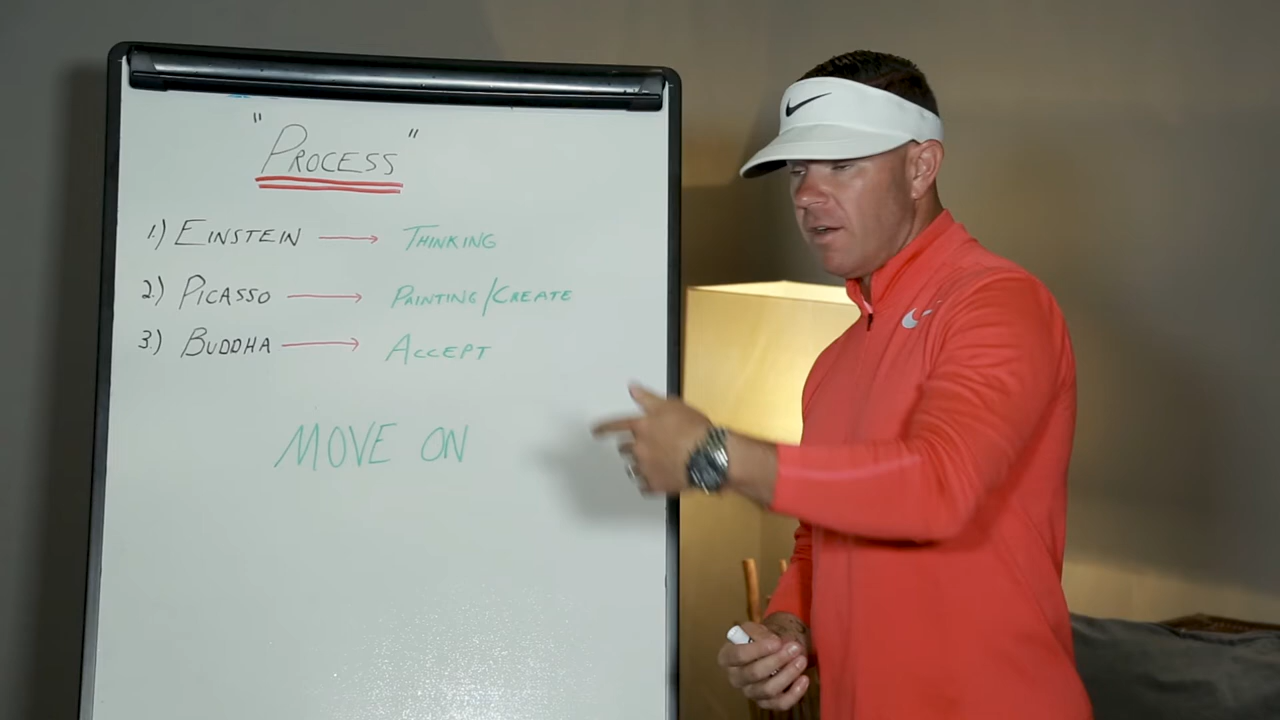 "PROCESS"
1.) EINSTEIN → THINKING
2.) PICASSO → PAINTING/CREATE
3.) BUDDHA → ACCEPT
MOVE ON